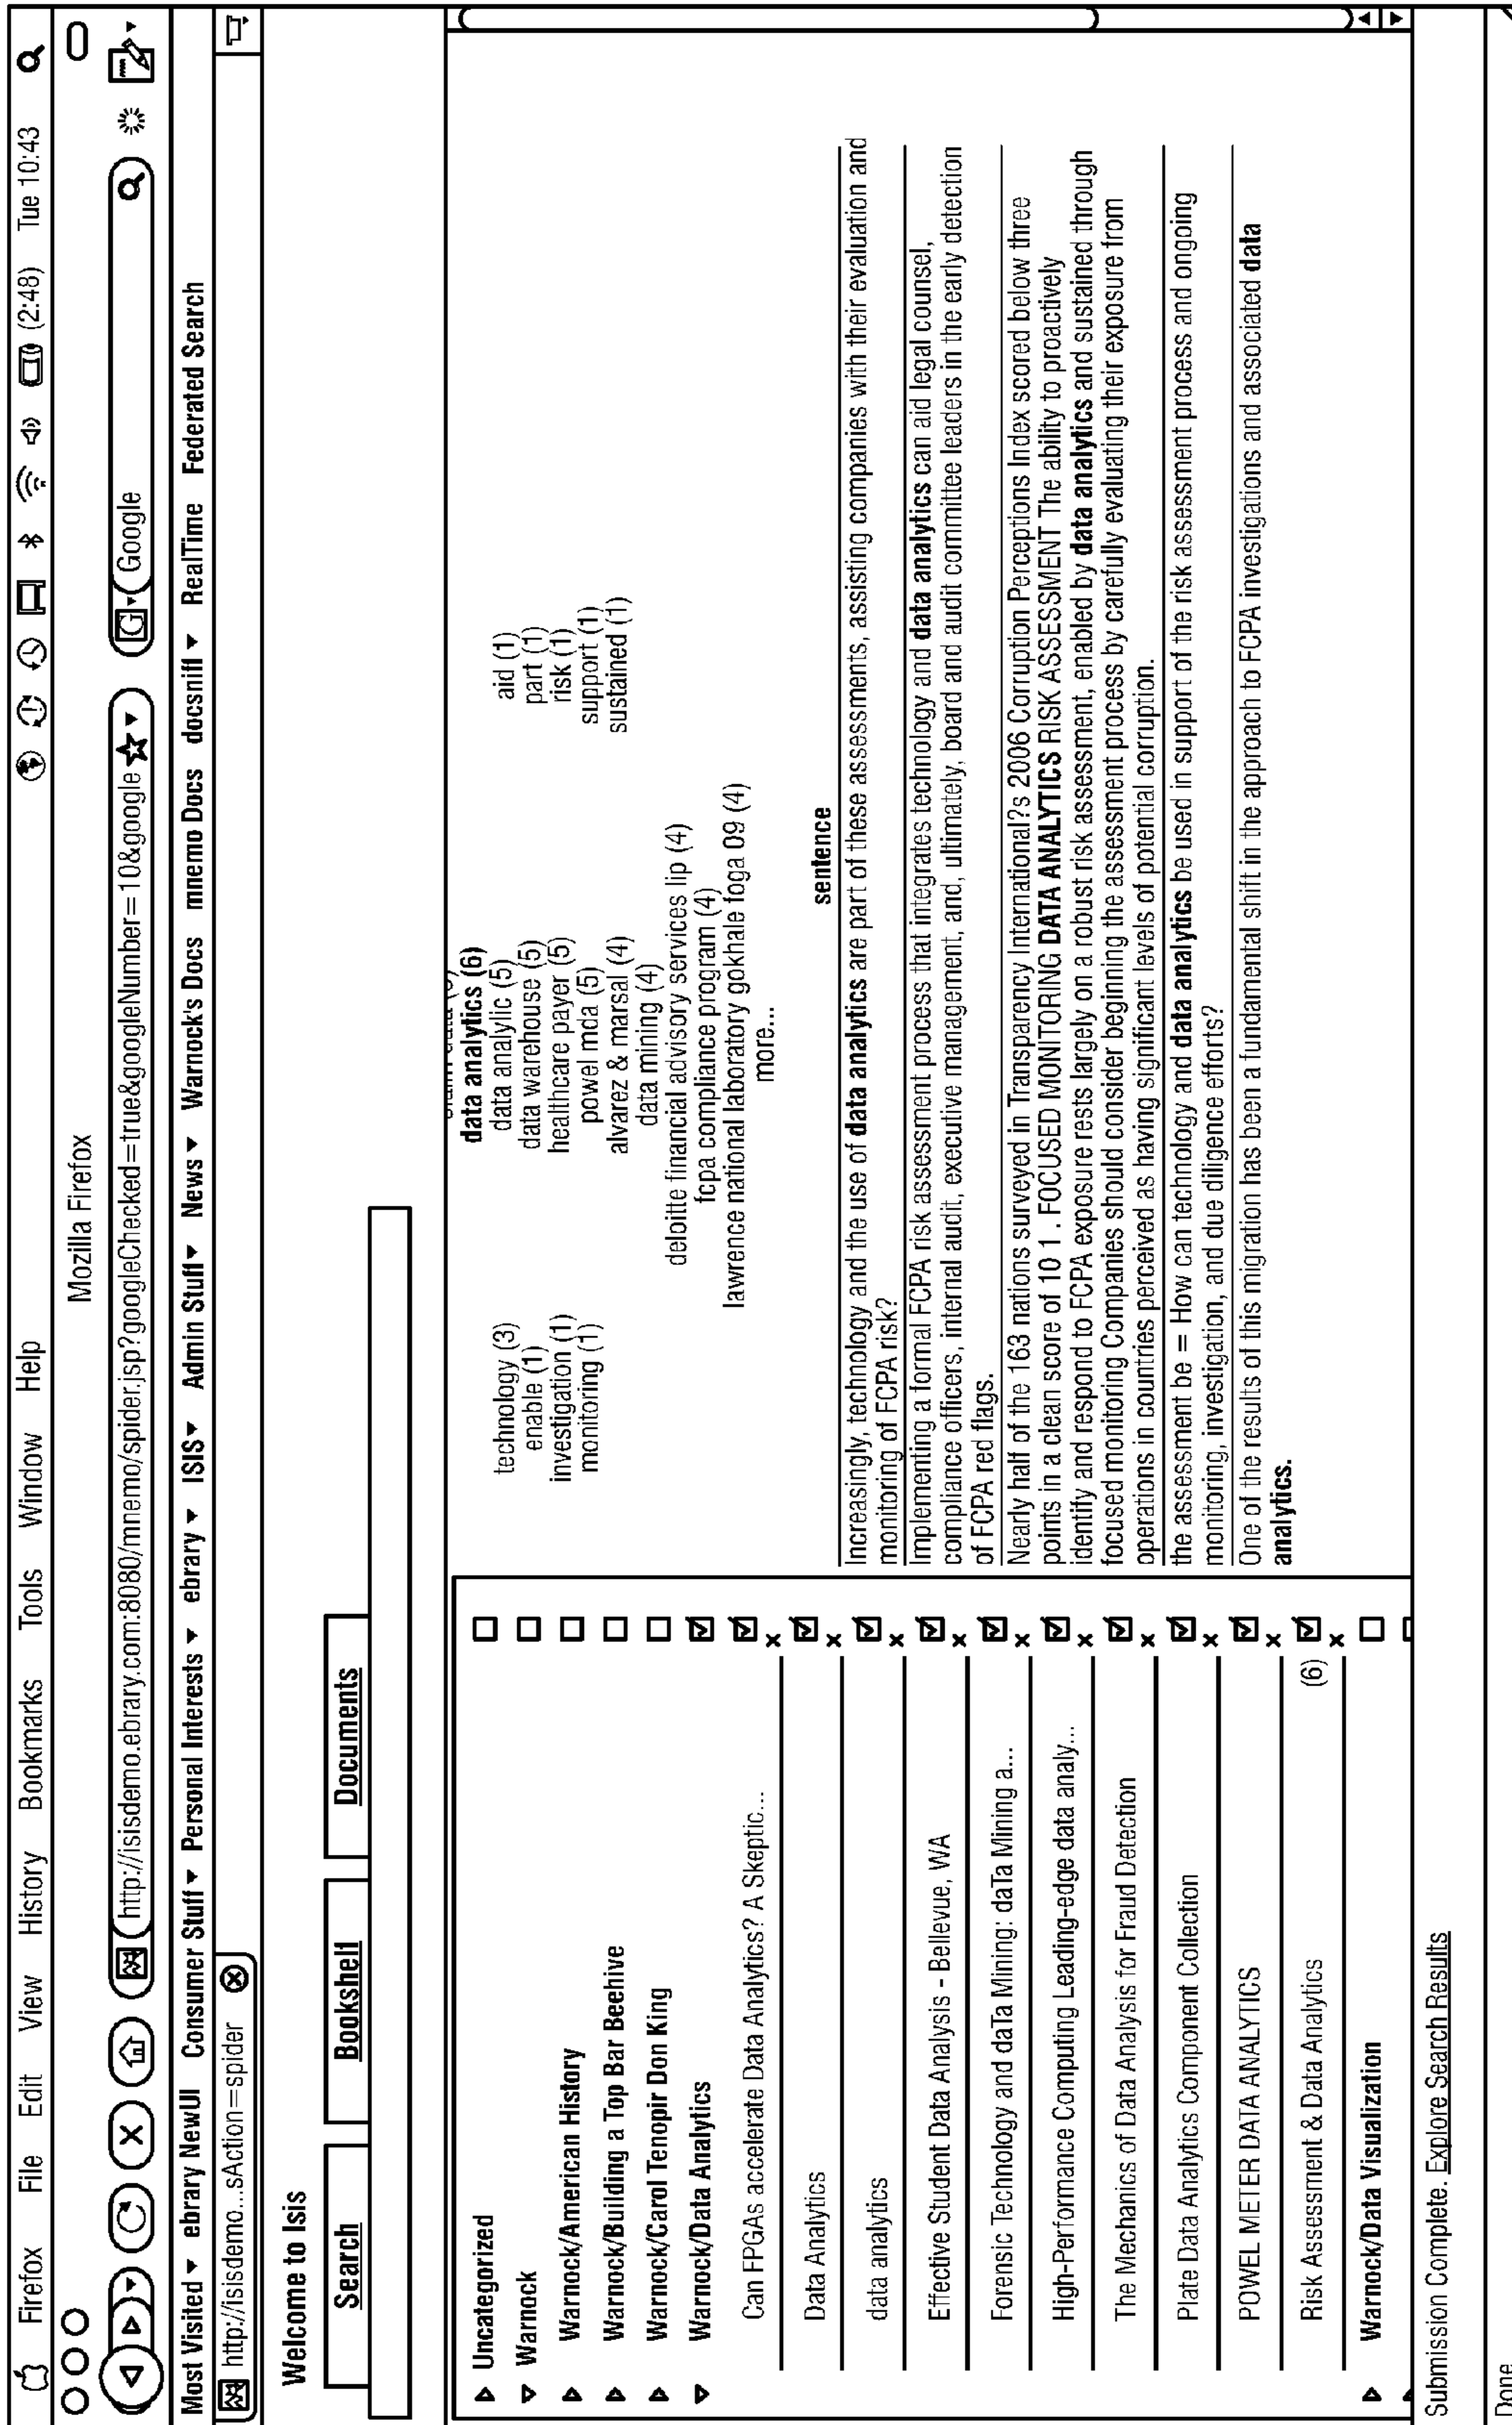 Firefox File Edit View History Bookmarks Tools Window Help (2:48) Tue 10:43
Mozilla Firefox
http://isisdemo.ebrary.com:8080/mnemo/spider.jsp?googleChecked=true&googleNumber=10&google G Google
Most Visited ebrary NewUI Consumer Stuff Personal Interests ebrary ISIS Admin Stuff News Warnock's Docs mnemo Docs docsniff RealTime Federated Search
http://isisdemo...sAction=spider
Welcome to Isis
Search Bookshelf Documents
Uncategorized
Warnock
Warnock/American History
Warnock/Building a Top Bar Beehive
Warnock/Carol Tenopir Don King
Warnock/Data Analytics
Can FPGAs accelerate Data Analytics? A Skeptic...
x
Data Analytics
x
data analytics
x
Effective Student Data Analysis - Bellevue, WA
x
Forensic Technology and daTa Mining: daTa Mining a...
x
High-Performance Computing Leading-edge data analy...
x
The Mechanics of Data Analysis for Fraud Detection
x
Plate Data Analytics Component Collection
x
POWEL METER DATA ANALYTICS
x
Risk Assessment & Data Analytics (6)
x
Warnock/Data Visualization
technology (3)
enable (1)
investigation (1)
monitoring (1)
data analytics (6)
data analylic (5)
data warehouse (5)
healthcare payer (5)
powel mda (5)
alvarez & marsal (4)
data mining (4)
deloitte financial advisory services lip (4)
fcpa compliance program (4)
lawrence national laboratory gokhale foga 09 (4)
more...
aid (1)
part (1)
risk (1)
support (1)
sustained (1)
sentence
Increasingly, technology and the use of data analytics are part of these assessments, assisting companies with their evaluation and
monitoring of FCPA risk?
Implementing a formal FCPA risk assessment process that integrates technology and data analytics can aid legal counsel,
compliance officers, internal audit, executive management, and, ultimately, board and audit committee leaders in the early detection
of FCPA red flags.
Nearly half of the 163 nations surveyed in Transparency International?s 2006 Corruption Perceptions Index scored below three
points in a clean score of 10 1 . FOCUSED MONITORING DATA ANALYTICS RISK ASSESSMENT The ability to proactively
identify and respond to FCPA exposure rests largely on a robust risk assessment, enabled by data analytics and sustained through
focused monitoring Companies should consider beginning the assessment process by carefully evaluating their exposure from
operations in countries perceived as having significant levels of potential corruption.
the assessment be = How can technology and data analytics be used in support of the risk assessment process and ongoing
monitoring, investigation, and due diligence efforts?
One of the results of this migration has been a fundamental shift in the approach to FCPA investigations and associated data
analytics.
Submission Complete. Explore Search Results
Done